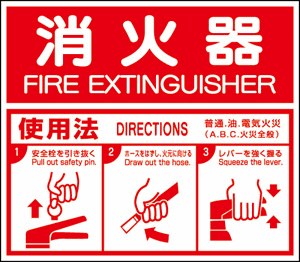 消火器
FIRE EXTINGUISHER
使用法 DIRECTIONS
普通.油.電気火災
(A.B.C.火災全般)
1 安全栓を引き抜く
Pull out safety pin.
2 ホースをはずし、火元に向ける
Draw out the hose.
3 レバーを強く握る
Squeeze the lever.